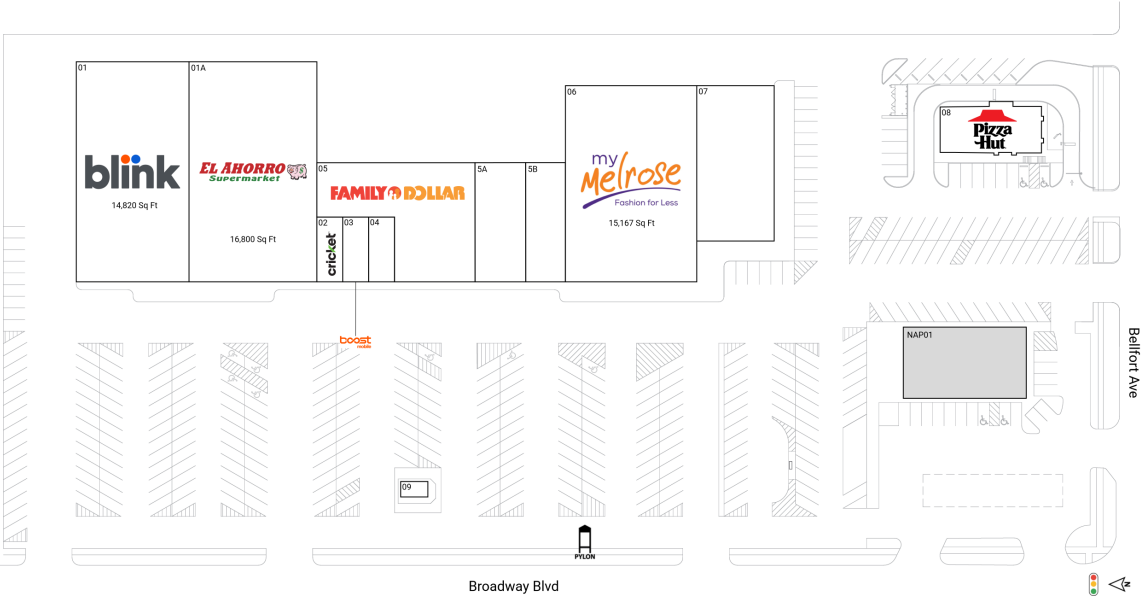 01
blink
14,820 Sq Ft
01A
EL AHORRO
Supermarket
16,800 Sq Ft
05
FAMILY DOLLAR
02
cricket
03
04
boost
mobile
5A
5B
06
my
Melrose
Fashion for Less
15,167 Sq Ft
07
08
Pizza
Hut
NAP01
Bellfort Ave
09
PYLON
Broadway Blvd
N